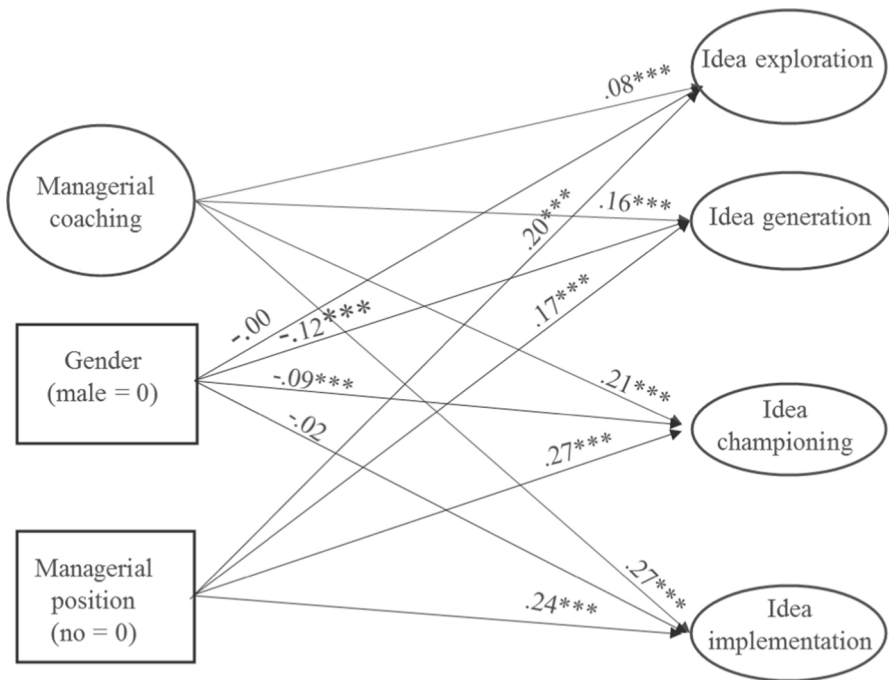 Idea exploration
.08***
Managerial
coaching
.16***
Idea generation
.20***
.17***
-.00
-.12***
Gender
(male = 0)
-.09***
.21***
Idea
championing
-.02
.27***
Managerial
position
(no = 0)
.27***
.24***
Idea
implementation